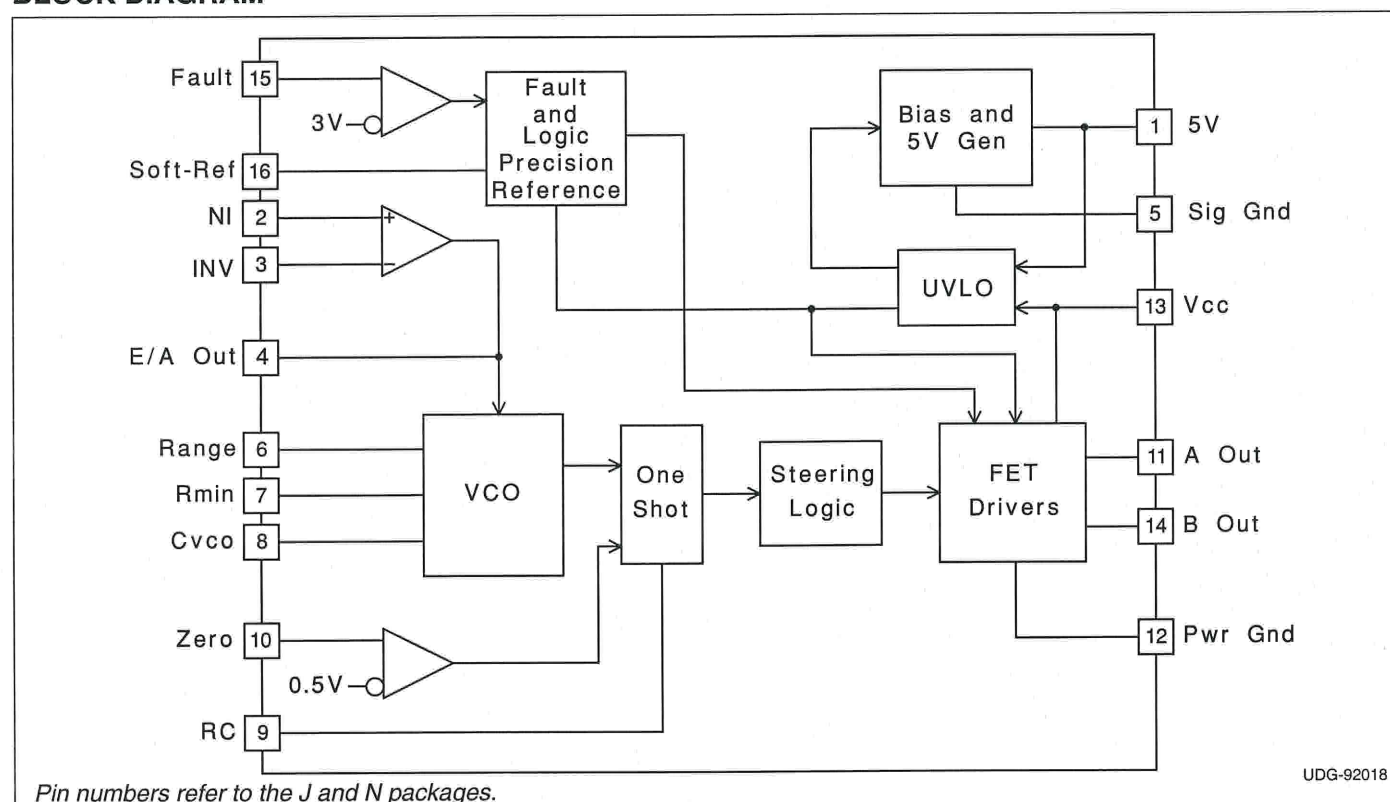 BLOCK DIAGRAM
Fault 15
3V
Soft-Ref 16
NI 2
INV 3
E/A Out 4
Range 6
Rmin 7
Cvco 8
Zero 10
0.5V
RC 9
Fault
and
Logic
Precision
Reference
+
−
VCO
One
Shot
Steering
Logic
Bias and
5V Gen
UVLO
FET
Drivers
1 5V
5 Sig Gnd
13 Vcc
11 A Out
14 B Out
12 Pwr Gnd
UDG-92018
Pin numbers refer to the J and N packages.